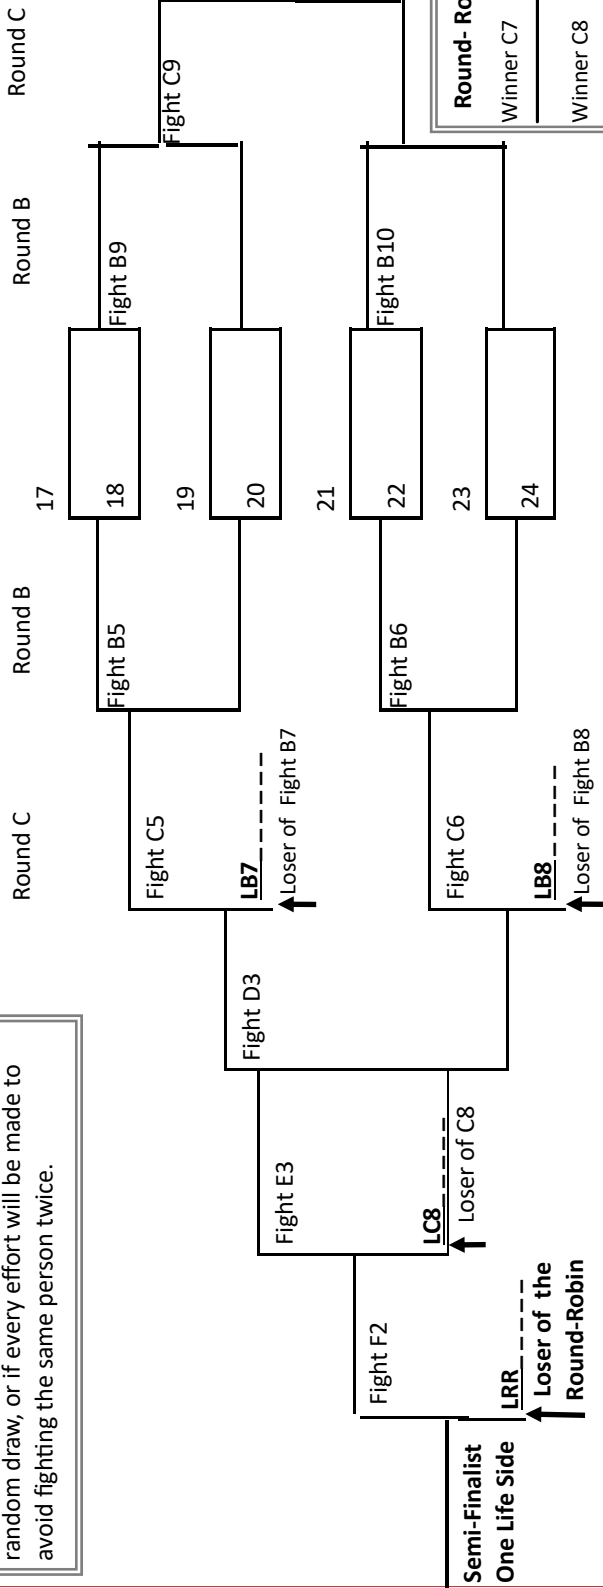 random draw, or if every effort will be made to
avoid fighting the same person twice.
Round C
Round B
Round B
Round C
17
18
19
20
21
22
23
24
Fight B5
Fight B6
Fight B9
Fight B10
Fight C9
Fight C5
LB7
Loser of Fight B7
Fight C6
LB8
Loser of Fight B8
Fight D3
Fight E3
LC8
Loser of C8
Fight F2
LRR
Loser of the
Round-Robin
Semi-Finalist
One Life Side
Winner C7
Winner C8